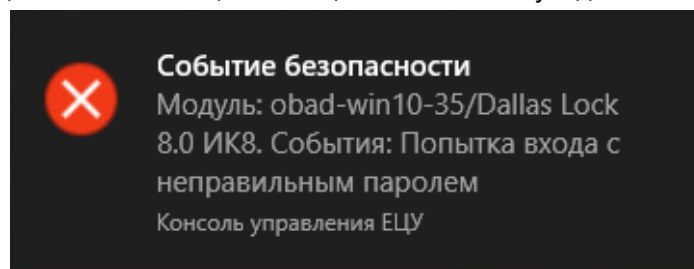 Событие безопасности
Модуль: obad-win10-35/Dallas Lock
8.0 ИК8. События: Попытка входа с
неправильным паролем
Консоль управления ЕЦУ